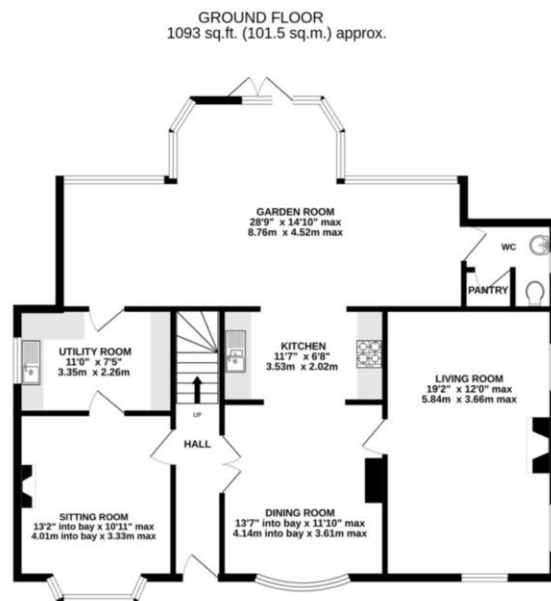 GROUND FLOOR
1093 sq.ft. (101.5 sq.m.) approx.
GARDEN ROOM
28'9" x 14'10" max
8.76m x 4.52m max
WC
PANTRY
UTILITY ROOM
11'0" x 7'5"
3.35m x 2.26m
KITCHEN
11'7" x 6'8"
3.53m x 2.02m
LIVING ROOM
19'2" x 12'0" max
5.84m x 3.66m max
UP
HALL
SITTING ROOM
13'2" into bay x 10'11" max
4.01m into bay x 3.33m max
DINING ROOM
13'7" into bay x 11'10" max
4.14m into bay x 3.61m max